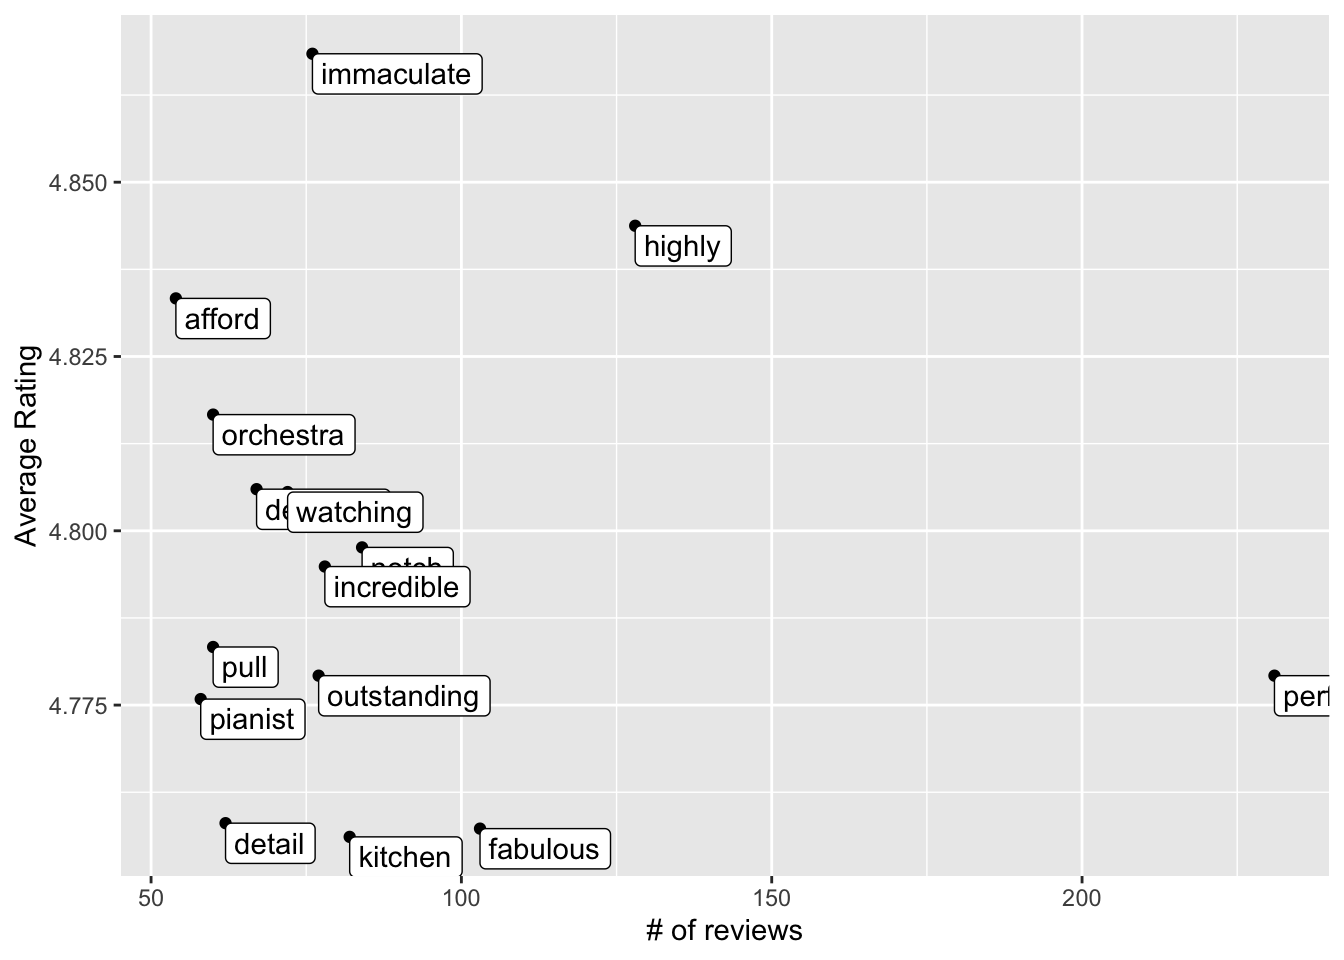 immaculate
4.850
highly
afford
4.825
Average Rating
orchestra
watching
4.800
notch
incredible
pull
outstanding
4.775
pianist
detail
kitchen
fabulous
50
100
150
200
# of reviews